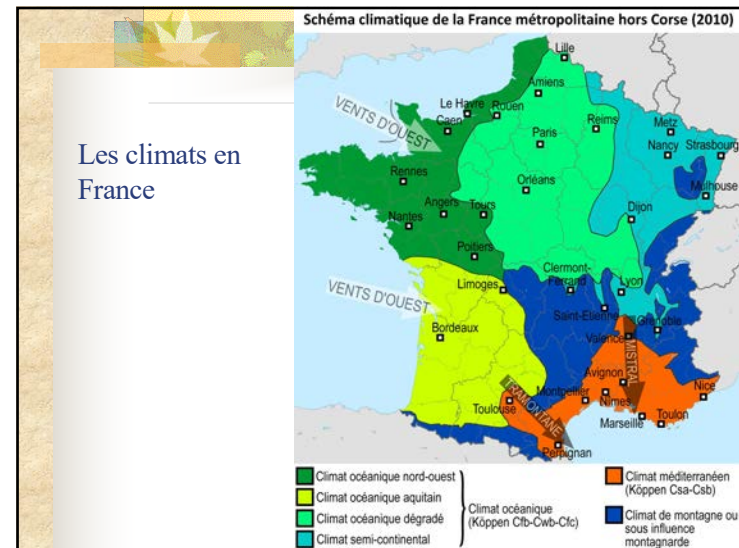 Schéma climatique de la France métropolitaine hors Corse (2010)
Les climats en
France
Lille
Amiens
Le Havre
Rouen
Caen
Reims
Metz
Paris
Nancy
Strasbourg
VENTS D'OUEST
Rennes
Orléans
Mulhouse
Angers
Tours
Dijon
Nantes
Poitiers
VENTS D'OUEST
Limoges
Clermont-
Ferrand
Lyon
Saint-Etienne
Grenoble
Bordeaux
Valence
MISTRAL
Avignon
Nice
Montpellier
Nimes
Toulouse
TRAMONTANE
Marseille
Toulon
Perpignan
Climat océanique nord-ouest
Climat océanique aquitain
Climat océanique dégradé
Climat semi-continental
Climat océanique
(Köppen Cfb-Cwb-Cfc)
Climat méditerranéen
(Köppen Csa-Csb)
Climat de montagne ou
sous influence
montagnarde